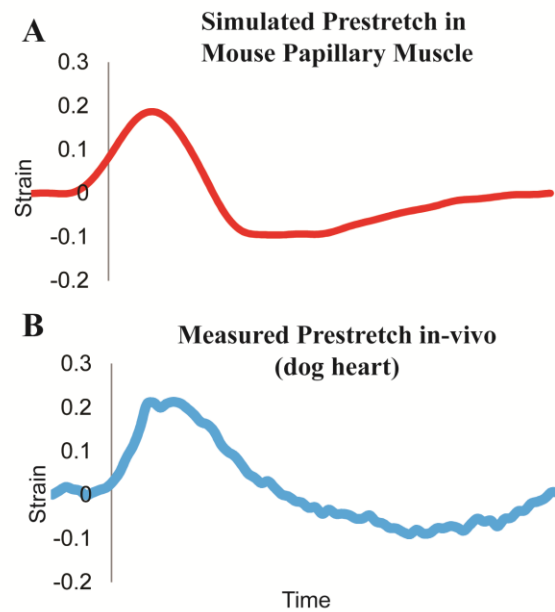 A
Simulated Prestretch in
Mouse Papillary Muscle
0.3
0.2
0.1
0
-0.1
-0.2
Strain
B
Measured Prestretch in-vivo
(dog heart)
0.3
0.2
0.1
0
-0.1
-0.2
Strain
Time